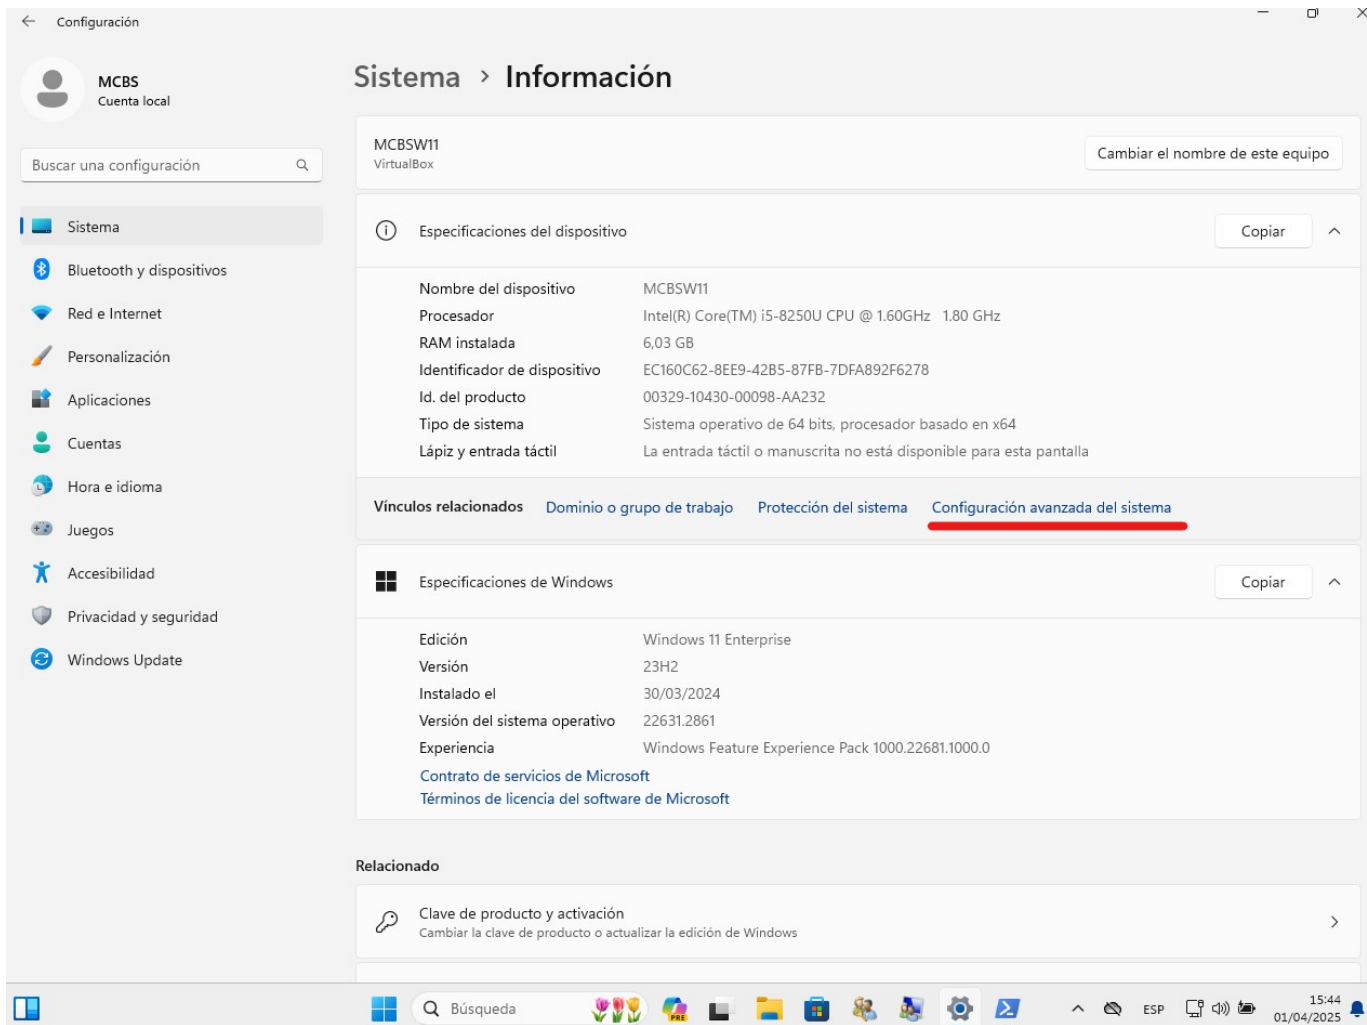 Configuración
MCBS
Cuenta local
Buscar una configuración
Sistema
Bluetooth y dispositivos
Red e Internet
Personalización
Aplicaciones
Cuentas
Hora e idioma
Juegos
Accesibilidad
Privacidad y seguridad
Windows Update
Sistema > Información
MCBSW11
VirtualBox
Cambiar el nombre de este equipo
Especificaciones del dispositivo
Copiar
Nombre del dispositivo MCBSW11
Procesador Intel(R) Core(TM) i5-8250U CPU @ 1.60GHz 1.80 GHz
RAM instalada 6,03 GB
Identificador de dispositivo EC160C62-8EE9-42B5-87FB-7DFA892F6278
Id. del producto 00329-10430-00098-AA232
Tipo de sistema Sistema operativo de 64 bits, procesador basado en x64
Lápiz y entrada táctil La entrada táctil o manuscrita no está disponible para esta pantalla
Vínculos relacionados Dominio o grupo de trabajo Protección del sistema Configuración avanzada del sistema
Especificaciones de Windows
Copiar
Edición Windows 11 Enterprise
Versión 23H2
Instalado el 30/03/2024
Versión del sistema operativo 22631.2861
Experiencia Windows Feature Experience Pack 1000.22681.1000.0
Contrato de servicios de Microsoft
Términos de licencia del software de Microsoft
Relacionado
Clave de producto y activación
Cambiar la clave de producto o actualizar la edición de Windows
Búsqueda
PRE
ESP
15:44
01/04/2025